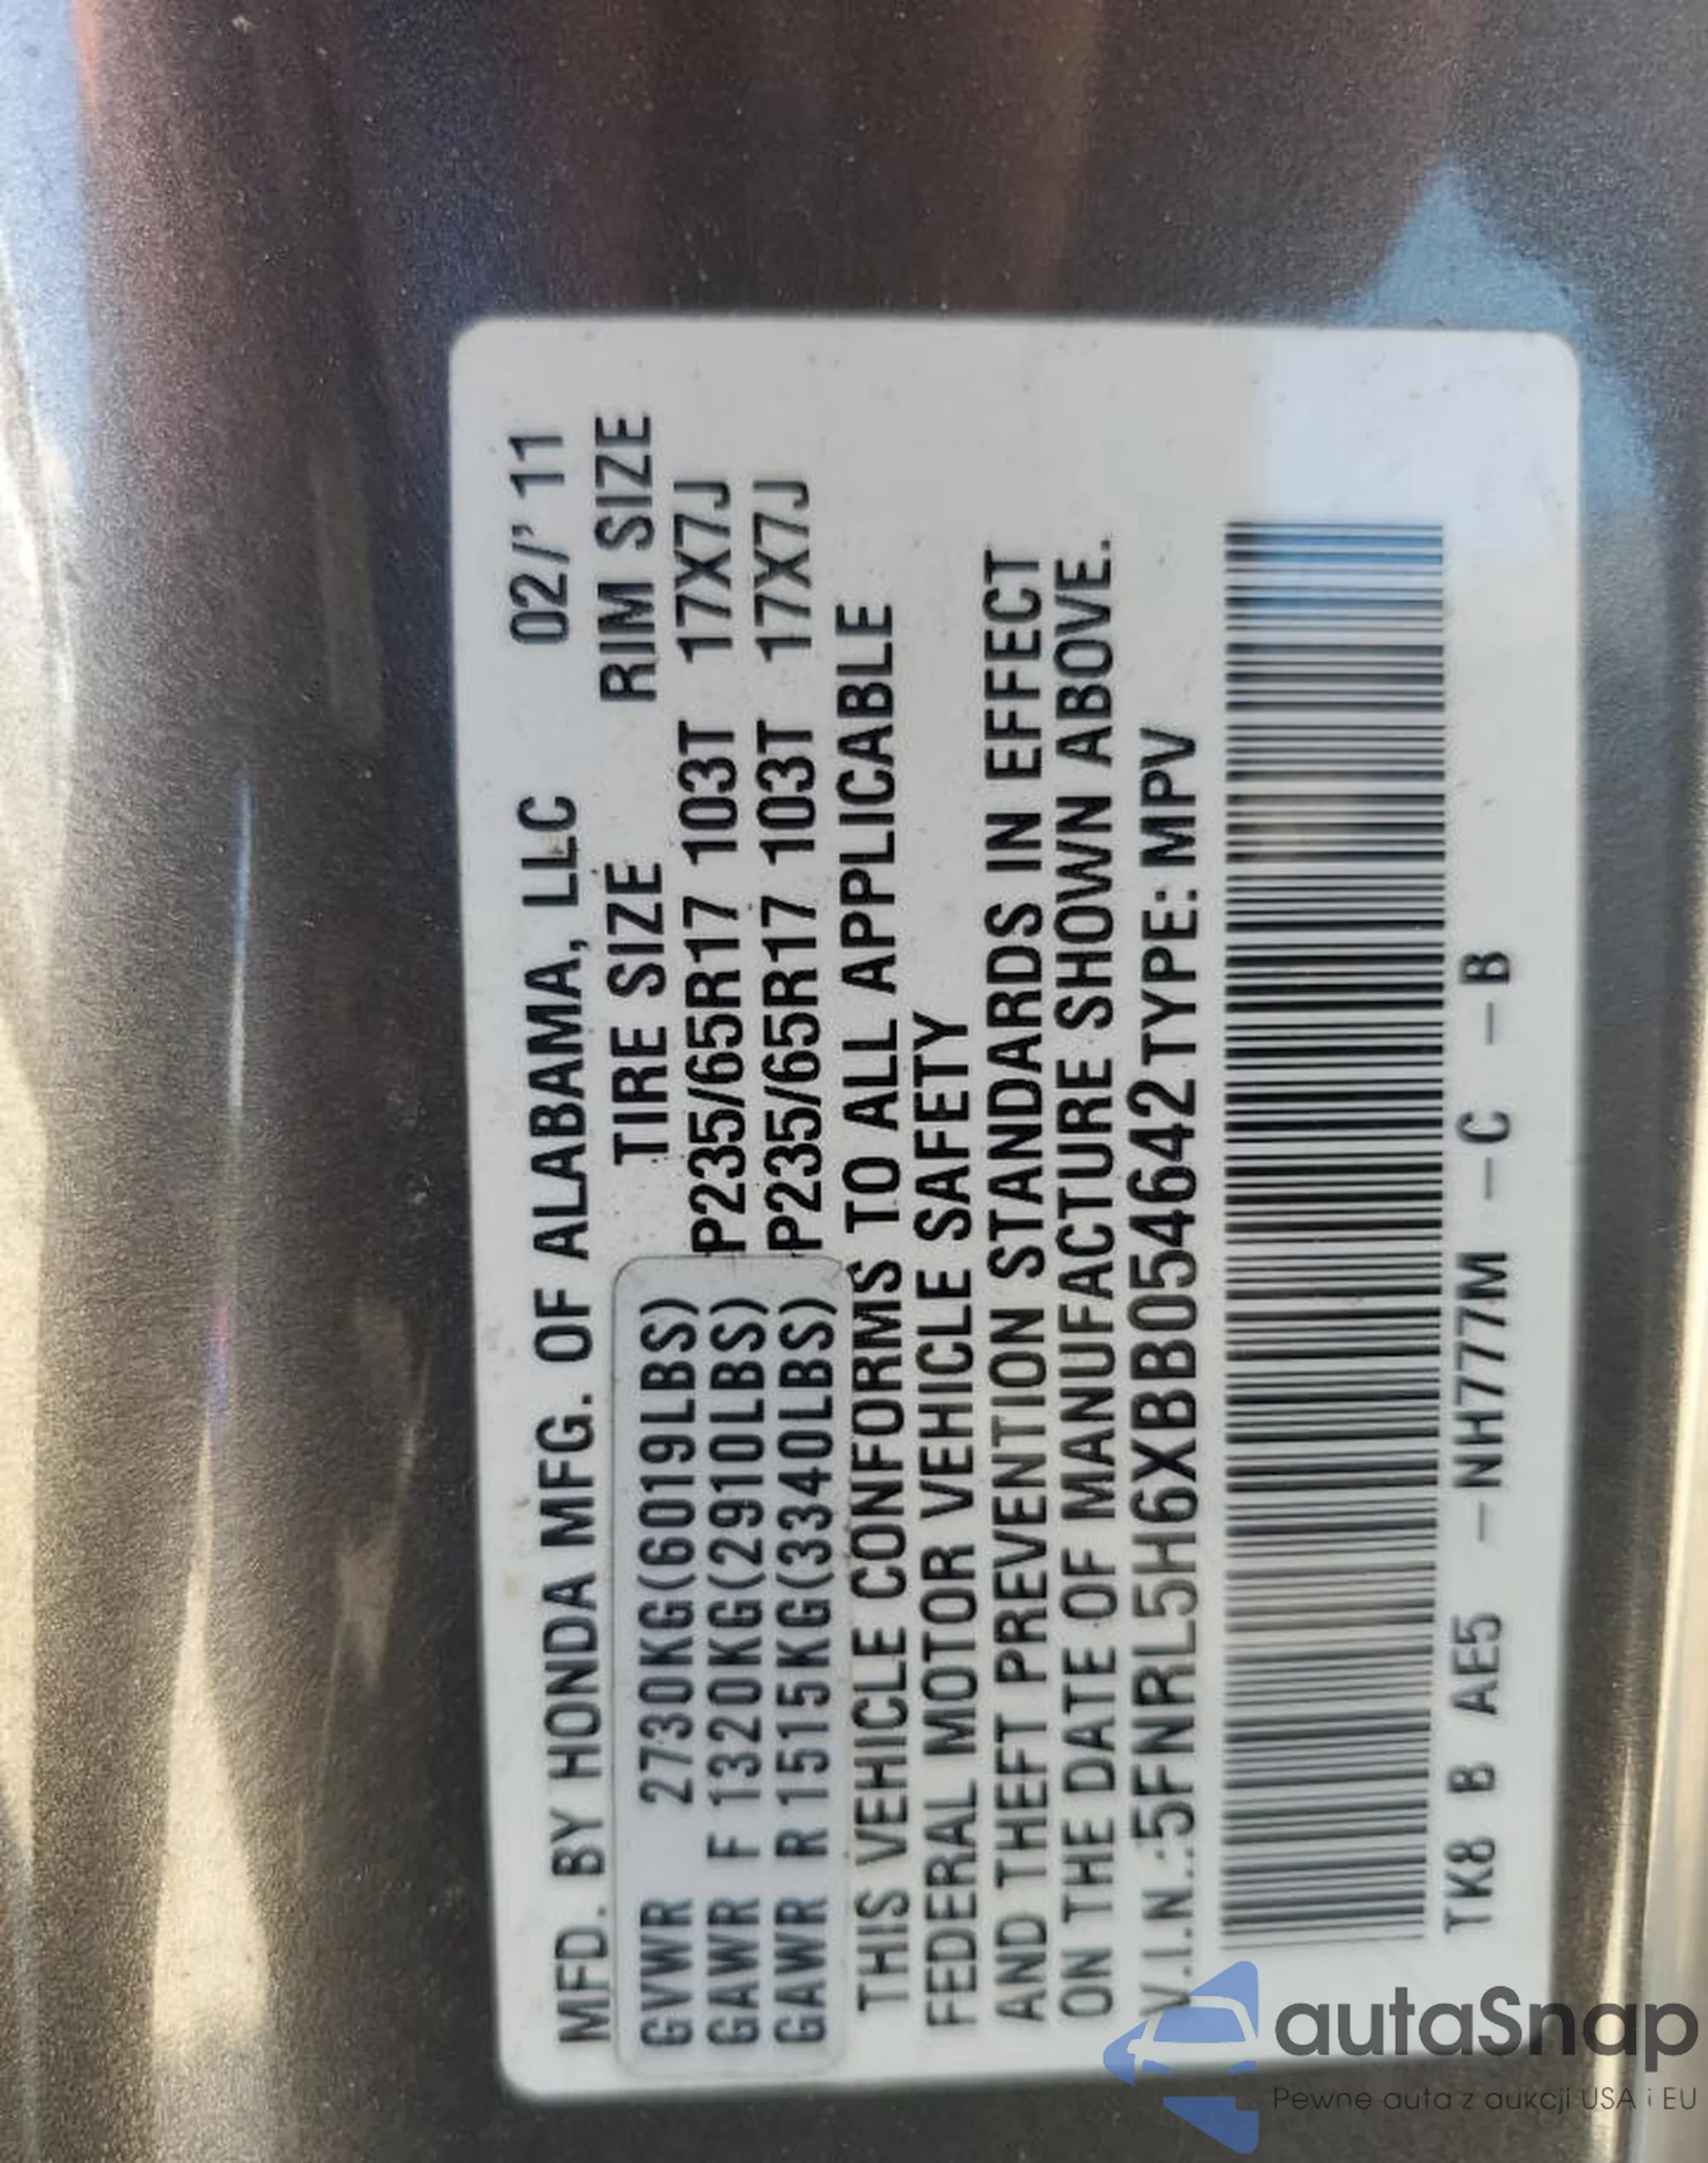 MFD. BY HONDA MFG. OF ALABAMA, LLC 02/' 11
TIRE SIZE RIM SIZE
GVWR 2730KG(6019LBS)
GAWR F 1320KG(2910LBS) P235/65R17 103T 17X7J
GAWR R 1515KG(3340LBS) P235/65R17 103T 17X7J
THIS VEHICLE CONFORMS TO ALL APPLICABLE
FEDERAL MOTOR VEHICLE SAFETY
AND THEFT PREVENTION STANDARDS IN EFFECT
ON THE DATE OF MANUFACTURE SHOWN ABOVE.
V.I.N.:5FNRL5H6XBB054642TYPE: MPV
TK8 B AE5 -NH777M -C -B
autaSnap
Pewne auta z aukcji USA i EU